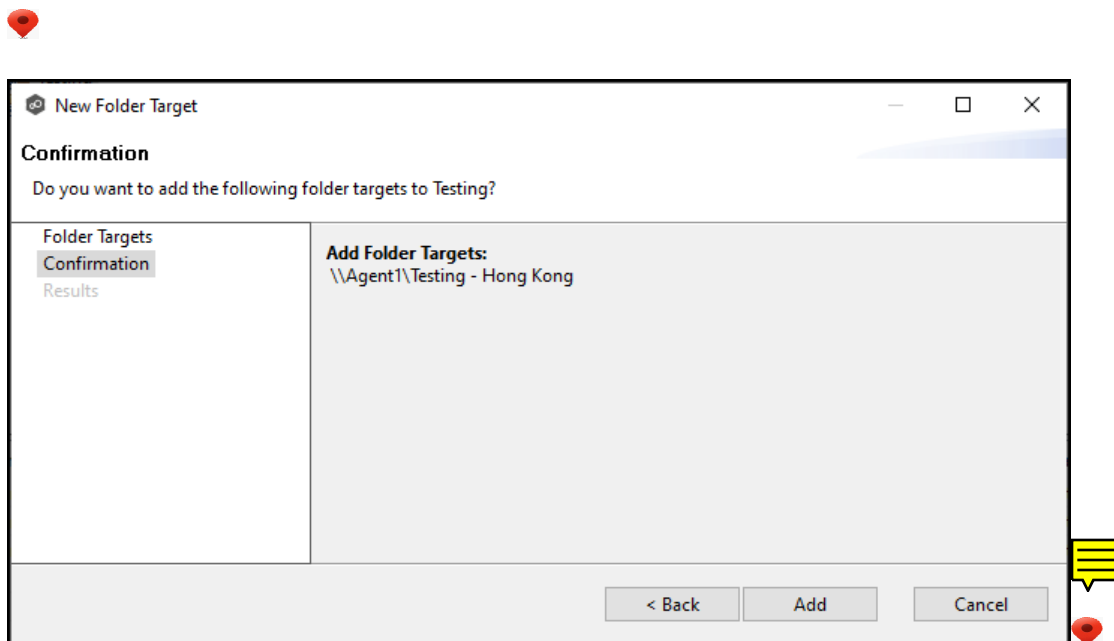 New Folder Target
Confirmation
Do you want to add the following folder targets to Testing?
Folder Targets
Confirmation
Results
Add Folder Targets:
\\Agent1\Testing - Hong Kong
< Back
Add
Cancel